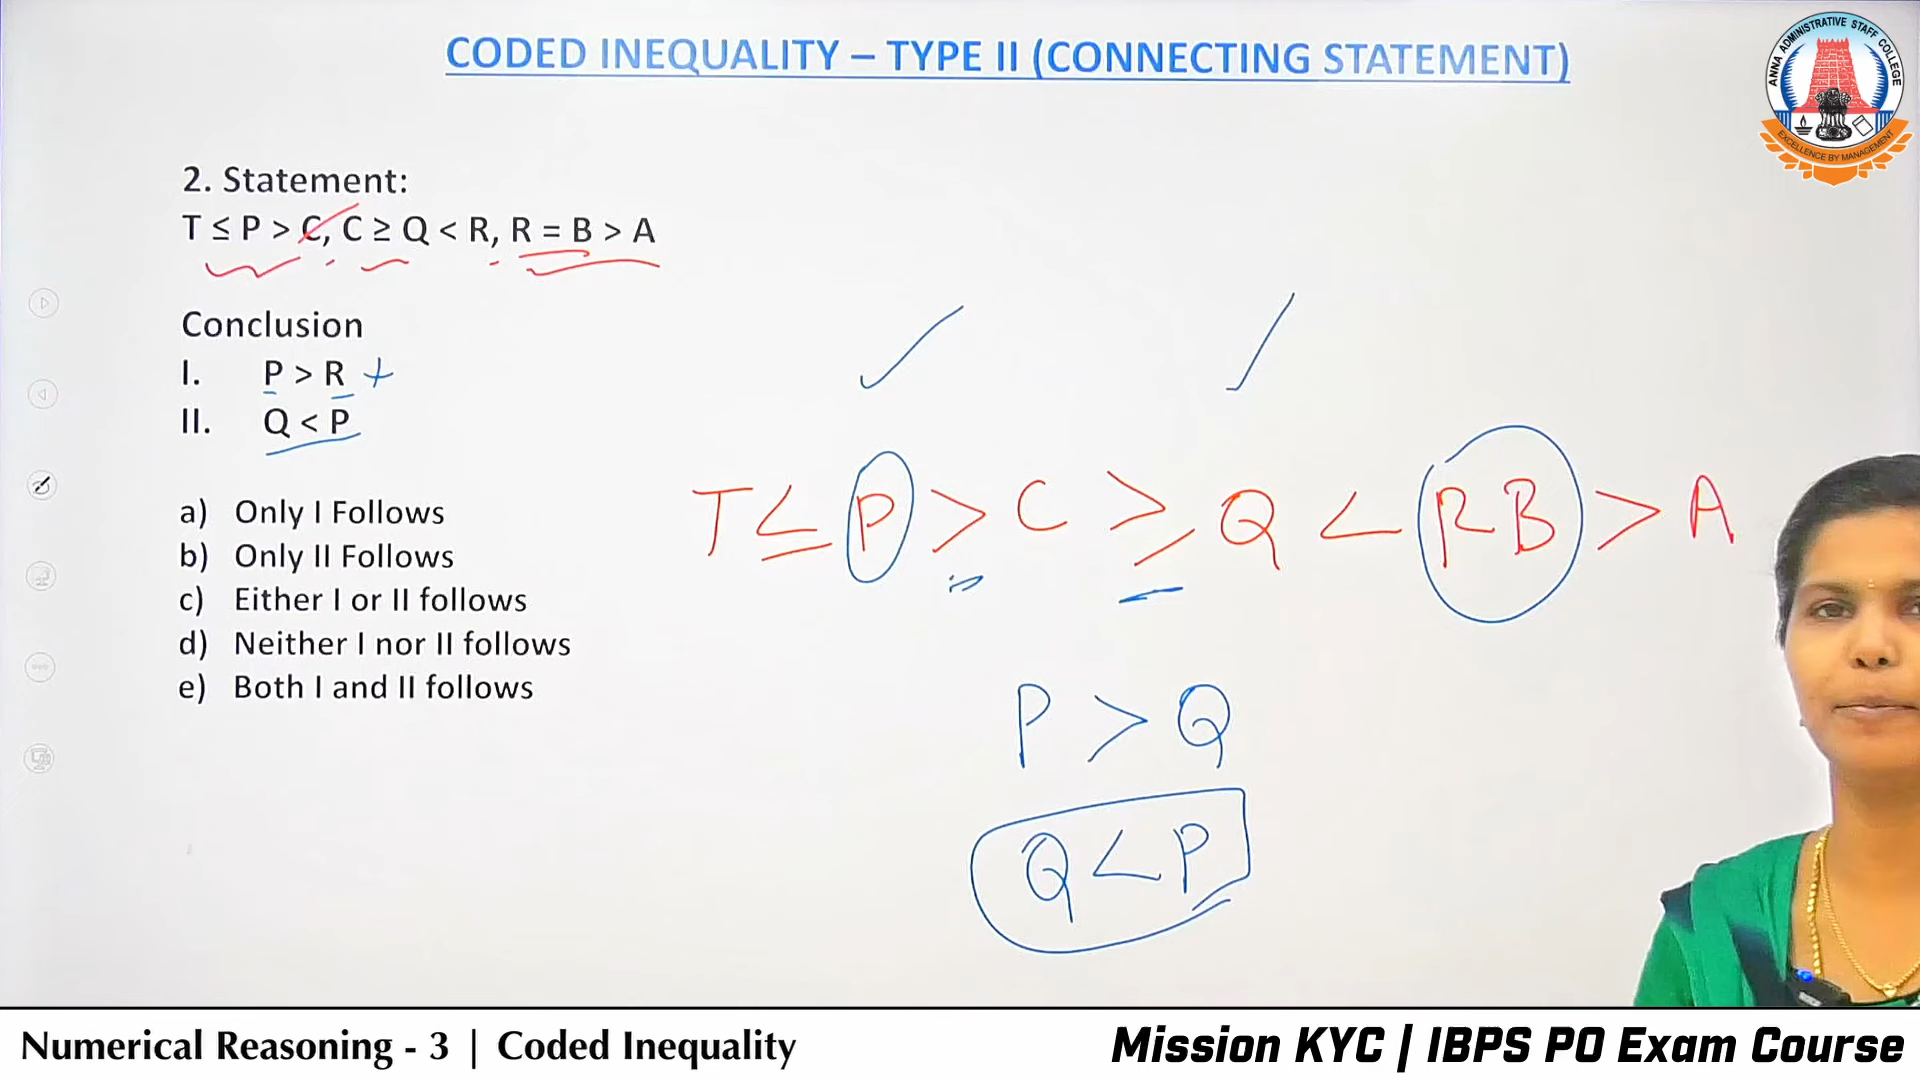 CODED INEQUALITY – TYPE II (CONNECTING STATEMENT)
ANNA ADMINISTRATIVE STAFF COLLEGE
EXCELLENCE BY MANAGEMENT
2. Statement:
T ≤ P > C, C ≥ Q < R, R = B > A
Conclusion
I. P > R
II. Q < P
a) Only I Follows
b) Only II Follows
c) Either I or II follows
d) Neither I nor II follows
e) Both I and II follows
T ≤ P > C ≥ Q < R B > A
P > Q
Q < P
Numerical Reasoning - 3 | Coded Inequality
Mission KYC | IBPS PO Exam Course